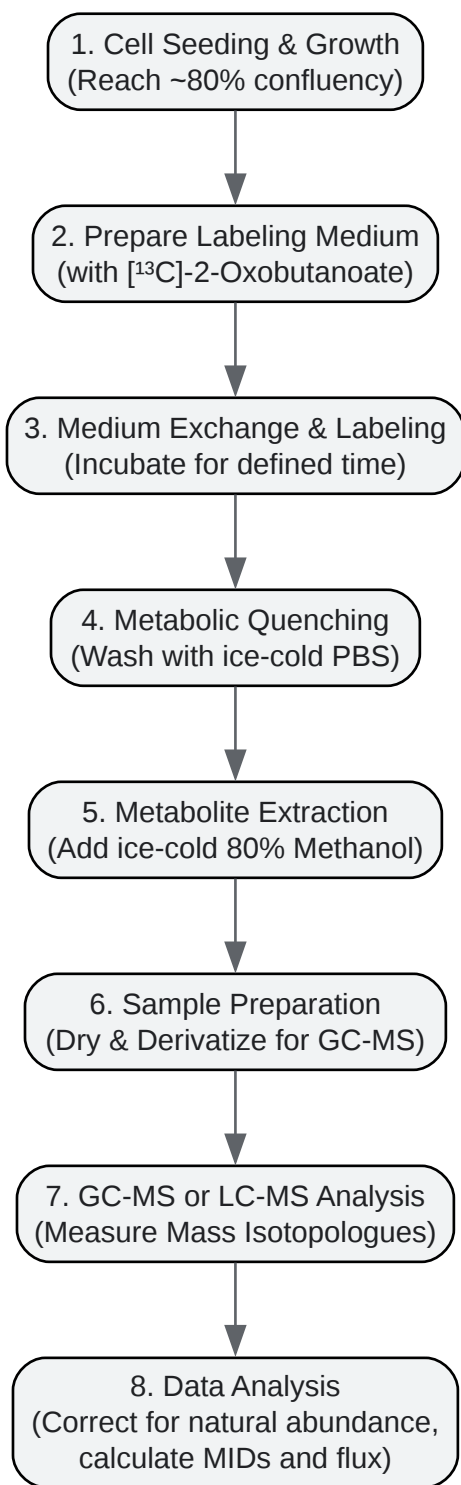 1. Cell Seeding & Growth
(Reach ~80% confluency)
2. Prepare Labeling Medium
(with [¹³C]-2-Oxobutanoate)
3. Medium Exchange & Labeling
(Incubate for defined time)
4. Metabolic Quenching
(Wash with ice-cold PBS)
5. Metabolite Extraction
(Add ice-cold 80% Methanol)
6. Sample Preparation
(Dry & Derivatize for GC-MS)
7. GC-MS or LC-MS Analysis
(Measure Mass Isotopologues)
8. Data Analysis
(Correct for natural abundance,
calculate MIDs and flux)